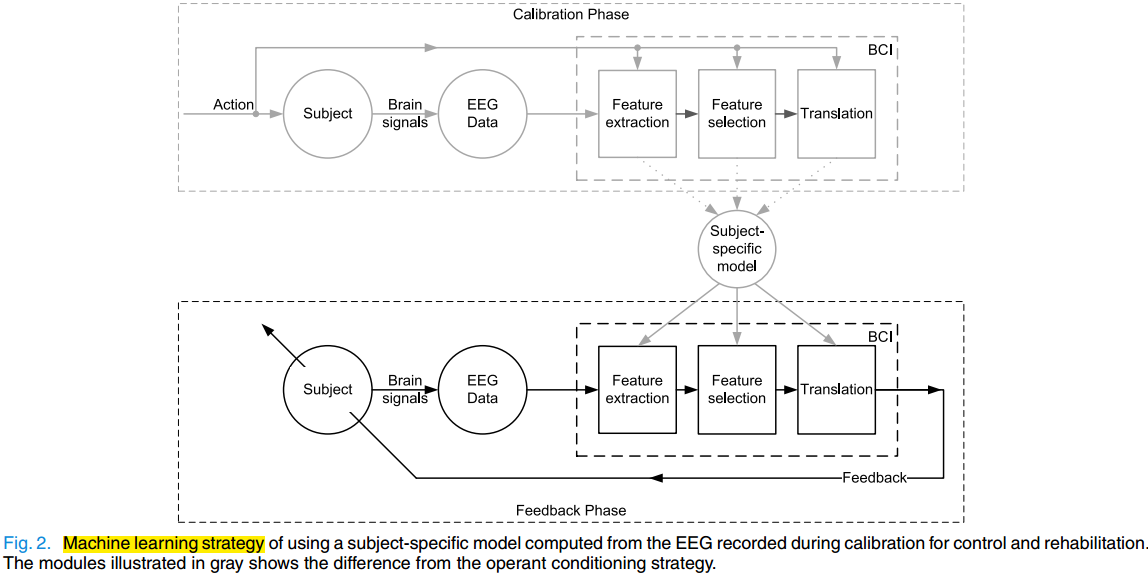 Calibration Phase
BCI
Action
Subject
Brain
signals
EEG
Data
Feature
extraction
Feature
selection
Translation
Subject-
specific
model
BCI
Subject
Brain
signals
EEG
Data
Feature
extraction
Feature
selection
Translation
Feedback
Feedback Phase
Fig. 2. Machine learning strategy of using a subject-specific model computed from the EEG recorded during calibration for control and rehabilitation.
The modules illustrated in gray shows the difference from the operant conditioning strategy.